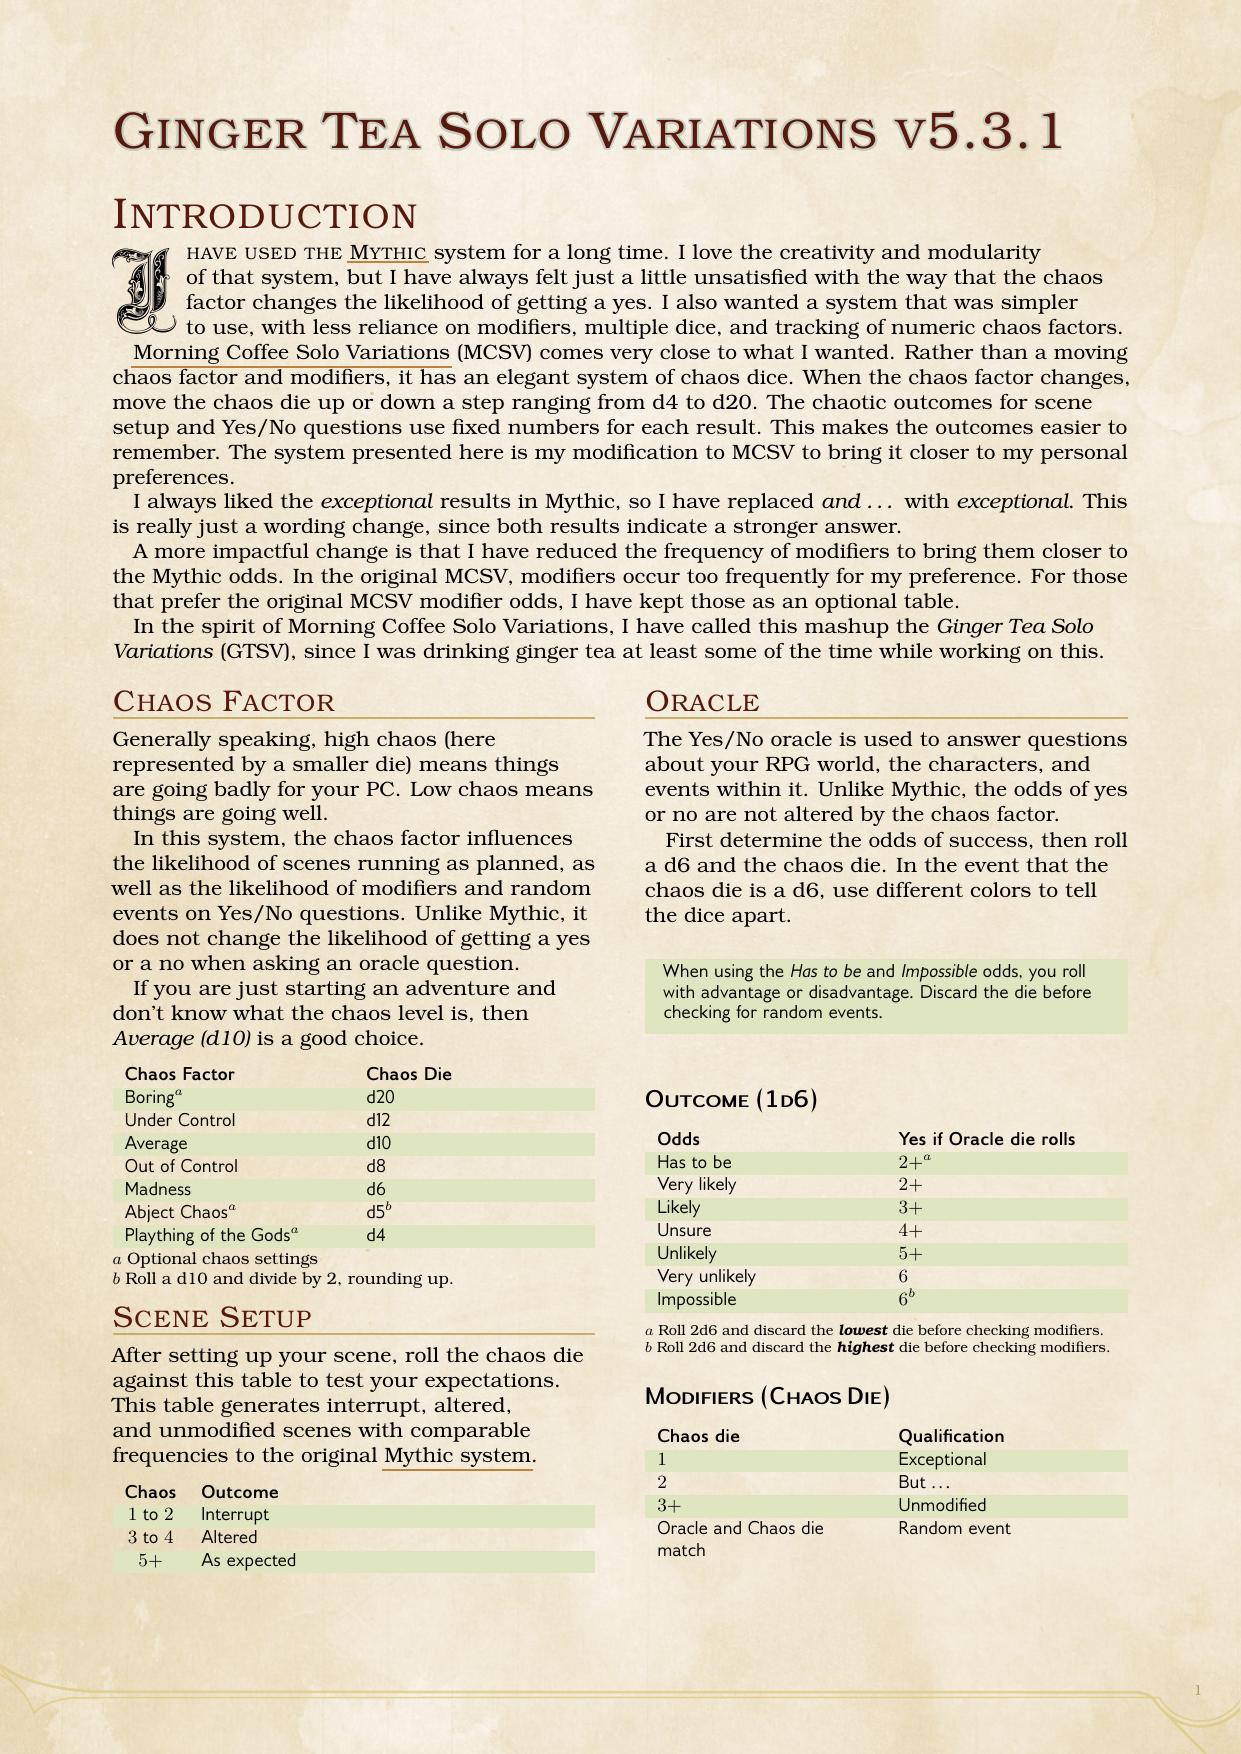 Ginger Tea Solo Variations v5.3.1
Introduction
I have used the Mythic system for a long time. I love the creativity and modularity
of that system, but I have always felt just a little unsatisfied with the way that the chaos
factor changes the likelihood of getting a yes. I also wanted a system that was simpler
to use, with less reliance on modifiers, multiple dice, and tracking of numeric chaos factors.
Morning Coffee Solo Variations (MCSV) comes very close to what I wanted. Rather than a moving
chaos factor and modifiers, it has an elegant system of chaos dice. When the chaos factor changes,
move the chaos die up or down a step ranging from d4 to d20. The chaotic outcomes for scene
setup and Yes/No questions use fixed numbers for each result. This makes the outcomes easier to
remember. The system presented here is my modification to MCSV to bring it closer to my personal
preferences.
I always liked the exceptional results in Mythic, so I have replaced and ... with exceptional. This
is really just a wording change, since both results indicate a stronger answer.
A more impactful change is that I have reduced the frequency of modifiers to bring them closer to
the Mythic odds. In the original MCSV, modifiers occur too frequently for my preference. For those
that prefer the original MCSV modifier odds, I have kept those as an optional table.
In the spirit of Morning Coffee Solo Variations, I have called this mashup the Ginger Tea Solo
Variations (GTSV), since I was drinking ginger tea at least some of the time while working on this.
Chaos Factor
Generally speaking, high chaos (here
represented by a smaller die) means things
are going badly for your PC. Low chaos means
things are going well.
In this system, the chaos factor influences
the likelihood of scenes running as planned, as
well as the likelihood of modifiers and random
events on Yes/No questions. Unlike Mythic, it
does not change the likelihood of getting a yes
or a no when asking an oracle question.
If you are just starting an adventure and
don't know what the chaos level is, then
Average (d10) is a good choice.
Chaos Factor Chaos Die
Boring^a d20
Under Control d12
Average d10
Out of Control d8
Madness d6
Abject Chaos^a d5^b
Plaything of the Gods^a d4
a Optional chaos settings
b Roll a d10 and divide by 2, rounding up.
Scene Setup
After setting up your scene, roll the chaos die
against this table to test your expectations.
This table generates interrupt, altered,
and unmodified scenes with comparable
frequencies to the original Mythic system.
Chaos Outcome
1 to 2 Interrupt
3 to 4 Altered
5+ As expected
Oracle
The Yes/No oracle is used to answer questions
about your RPG world, the characters, and
events within it. Unlike Mythic, the odds of yes
or no are not altered by the chaos factor.
First determine the odds of success, then roll
a d6 and the chaos die. In the event that the
chaos die is a d6, use different colors to tell
the dice apart.
When using the Has to be and Impossible odds, you roll
with advantage or disadvantage. Discard the die before
checking for random events.
Outcome (1d6)
Odds Yes if Oracle die rolls
Has to be 2+^a
Very likely 2+
Likely 3+
Unsure 4+
Unlikely 5+
Very unlikely 6
Impossible 6^b
a Roll 2d6 and discard the lowest die before checking modifiers.
b Roll 2d6 and discard the highest die before checking modifiers.
Modifiers (Chaos Die)
Chaos die Qualification
1 Exceptional
2 But ...
3+ Unmodified
Oracle and Chaos die Random event
match
1